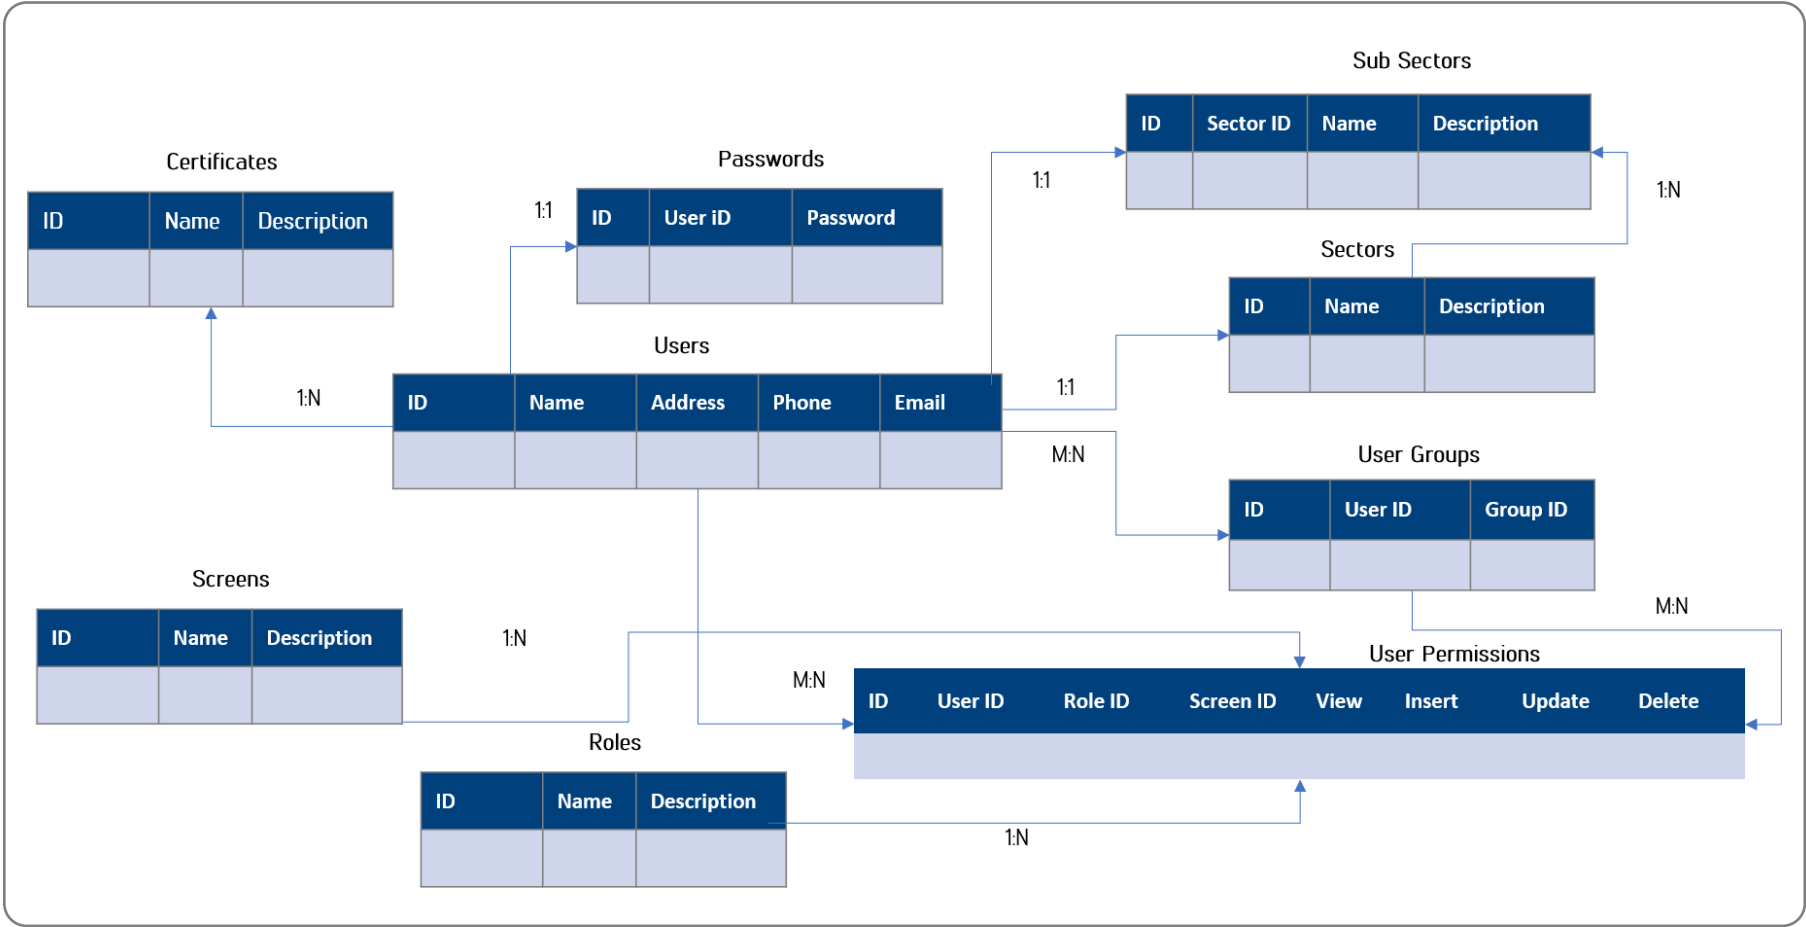 Sub Sectors
ID Sector ID Name Description
1:1
1:N
Certificates
ID Name Description
Passwords
1:1
ID User iD Password
Sectors
ID Name Description
1:1
Users
1:N
ID Name Address Phone Email
M:N
User Groups
ID User ID Group ID
Screens
ID Name Description
1:N
M:N
M:N
User Permissions
ID User ID Role ID Screen ID View Insert Update Delete
Roles
ID Name Description
1:N